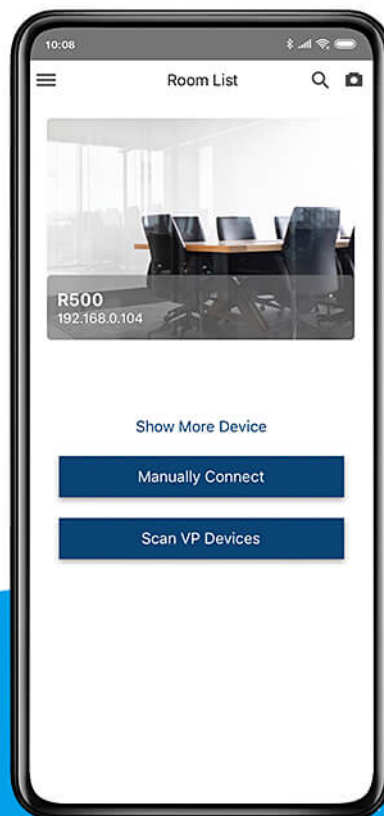 10:08
Room List
R500
192.168.0.104
Show More Device
Manually Connect
Scan VP Devices